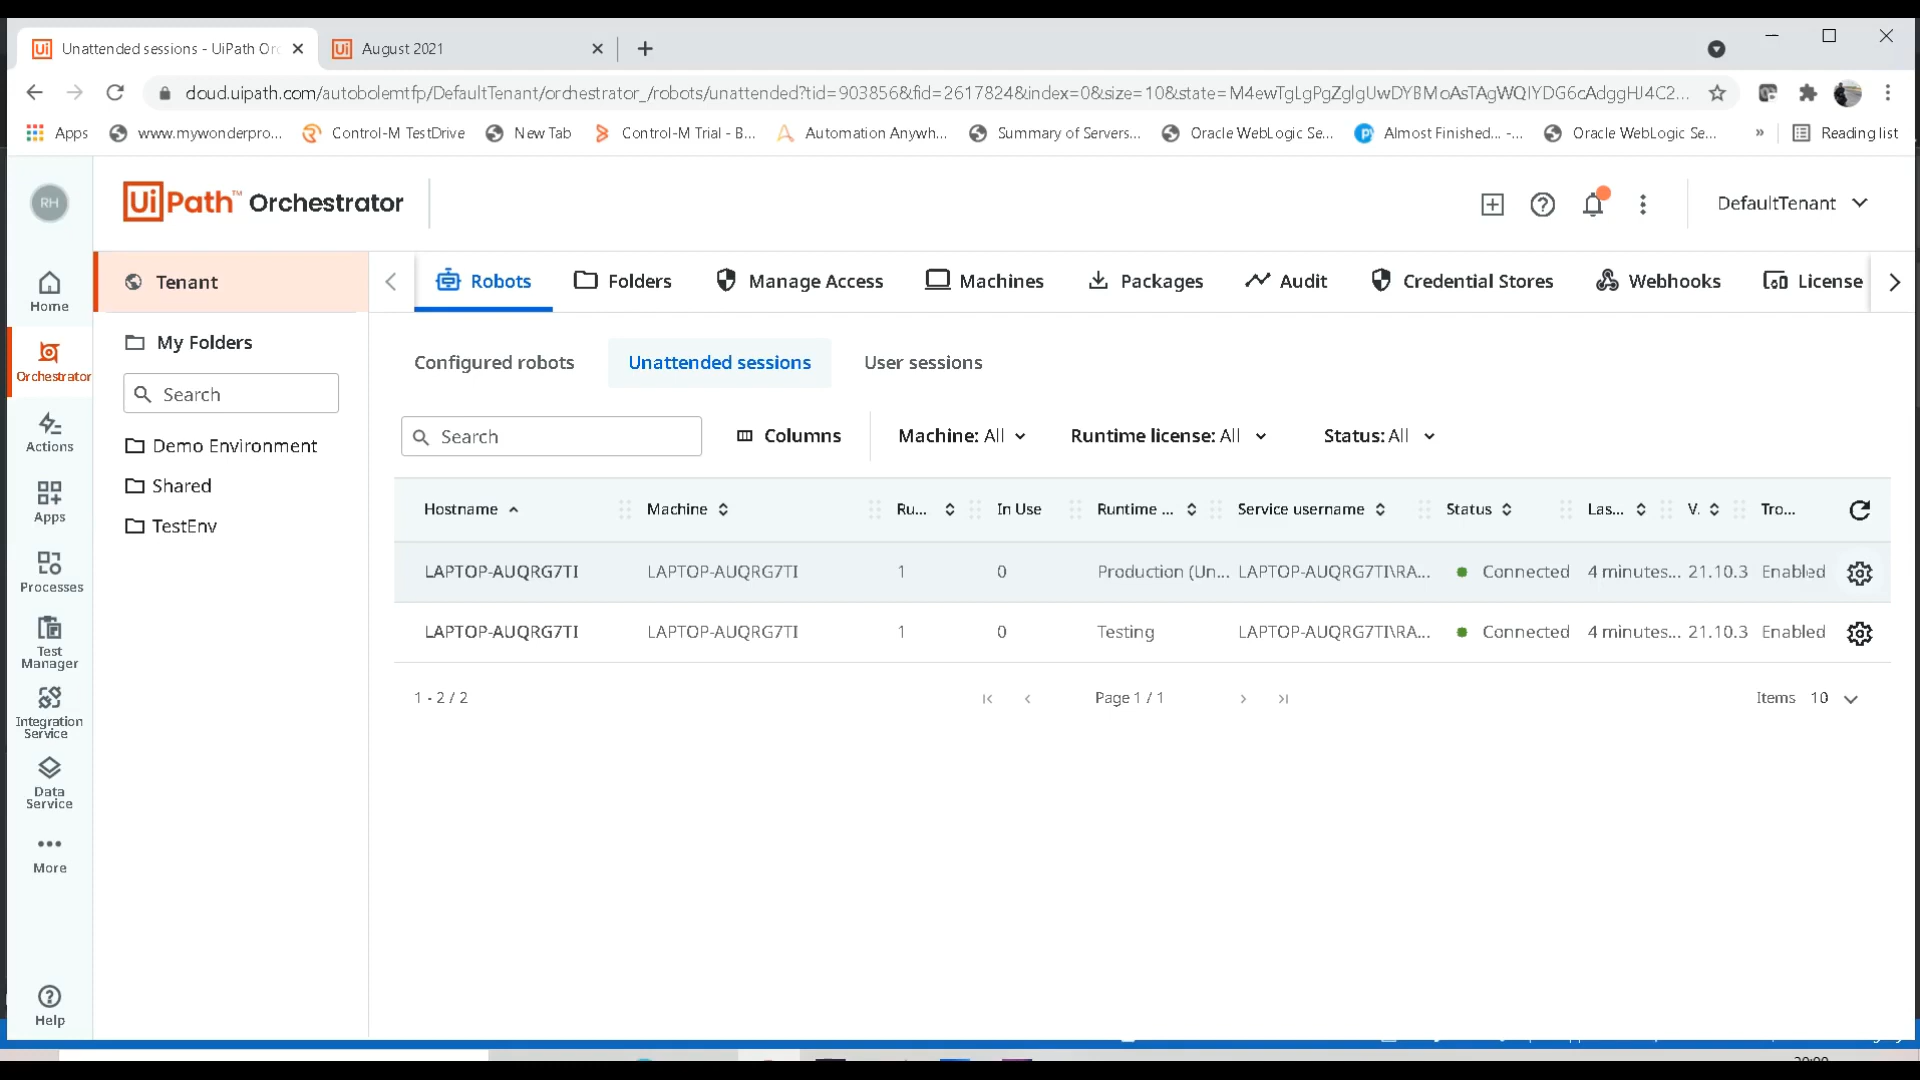 Unattended sessions - UiPath Orc
August 2021
cloud.uipath.com/autobolemtfp/DefaultTenant/orchestrator_/robots/unattended?tid=903856&fid=2617824&index=0&size=10&state=
Apps www.mywonderpro... Control-M TestDrive New Tab Control-M Trial - B... Automation Anywh... Summary of Servers... Oracle WebLogic Se... Almost Finished... -... Oracle WebLogic Se... » Reading list
RH
UiPath™ Orchestrator
DefaultTenant
Home
Orchestrator
Actions
Apps
Processes
Test Manager
Integration Service
Data Service
More
Help
Tenant
My Folders
Search
Demo Environment
Shared
TestEnv
Robots Folders Manage Access Machines Packages Audit Credential Stores Webhooks License
Configured robots Unattended sessions User sessions
Search Columns Machine: All Runtime license: All Status: All
Hostname Machine Ru... In Use Runtime ... Service username Status Las... V. Tro...
LAPTOP-AUQRG7TI LAPTOP-AUQRG7TI 1 0 Production (Un... LAPTOP-AUQRG7TI\RA... Connected 4 minutes... 21.10.3 Enabled
LAPTOP-AUQRG7TI LAPTOP-AUQRG7TI 1 0 Testing LAPTOP-AUQRG7TI\RA... Connected 4 minutes... 21.10.3 Enabled
1 - 2 / 2 Page 1 / 1 Items 10